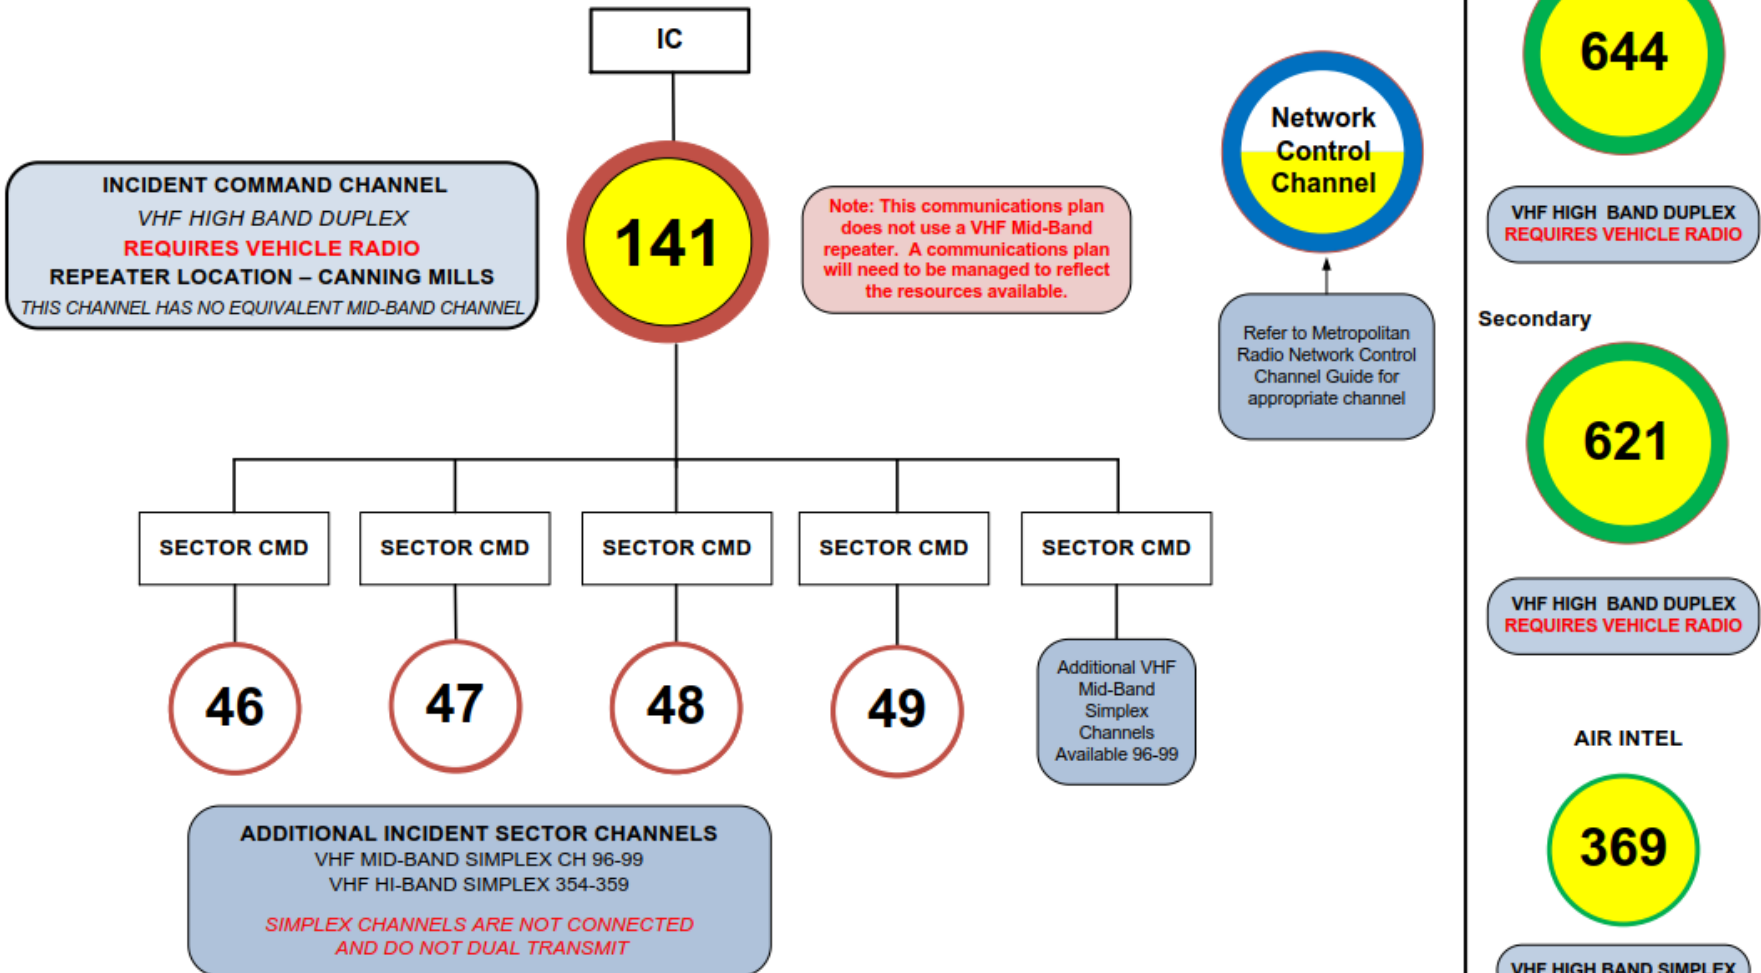 IC
141
INCIDENT COMMAND CHANNEL
VHF HIGH BAND DUPLEX
REQUIRES VEHICLE RADIO
REPEATER LOCATION – CANNING MILLS
THIS CHANNEL HAS NO EQUIVALENT MID-BAND CHANNEL
Note: This communications plan
does not use a VHF Mid-Band
repeater. A communications plan
will need to be managed to reflect
the resources available.
Network
Control
Channel
Refer to Metropolitan
Radio Network Control
Channel Guide for
appropriate channel
SECTOR CMD
SECTOR CMD
SECTOR CMD
SECTOR CMD
SECTOR CMD
46
47
48
49
Additional VHF
Mid-Band
Simplex
Channels
Available 96-99
ADDITIONAL INCIDENT SECTOR CHANNELS
VHF MID-BAND SIMPLEX CH 96-99
VHF HI-BAND SIMPLEX 354-359
SIMPLEX CHANNELS ARE NOT CONNECTED
AND DO NOT DUAL TRANSMIT
644
VHF HIGH BAND DUPLEX
REQUIRES VEHICLE RADIO
Secondary
621
VHF HIGH BAND DUPLEX
REQUIRES VEHICLE RADIO
AIR INTEL
369
VHF HIGH BAND SIMPLEX